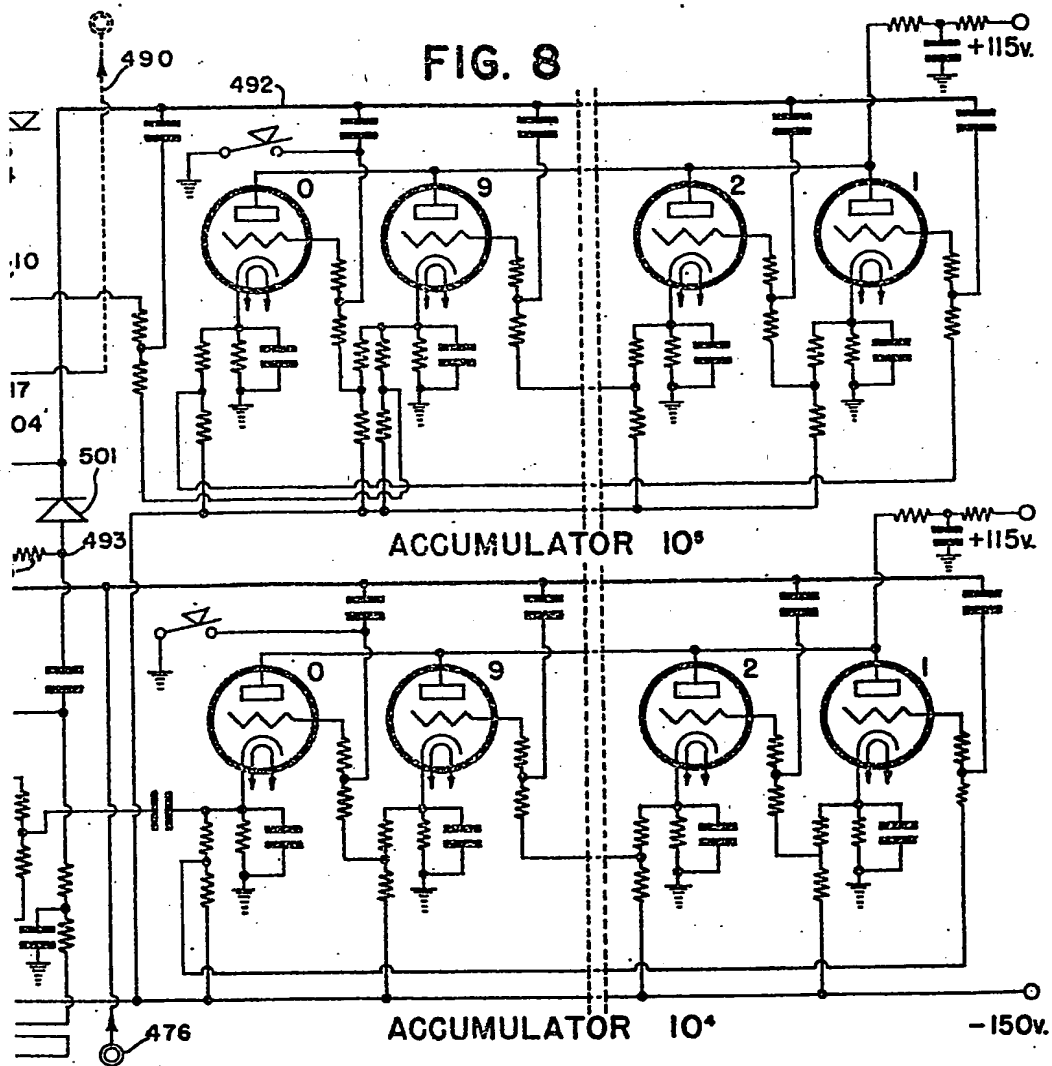 FIG. 8
490
492
+115v.
0
9
2
1
10
17
04'
501
493
ACCUMULATOR 10⁵
+115v.
0
9
2
1
476
ACCUMULATOR 10⁴
-150v.